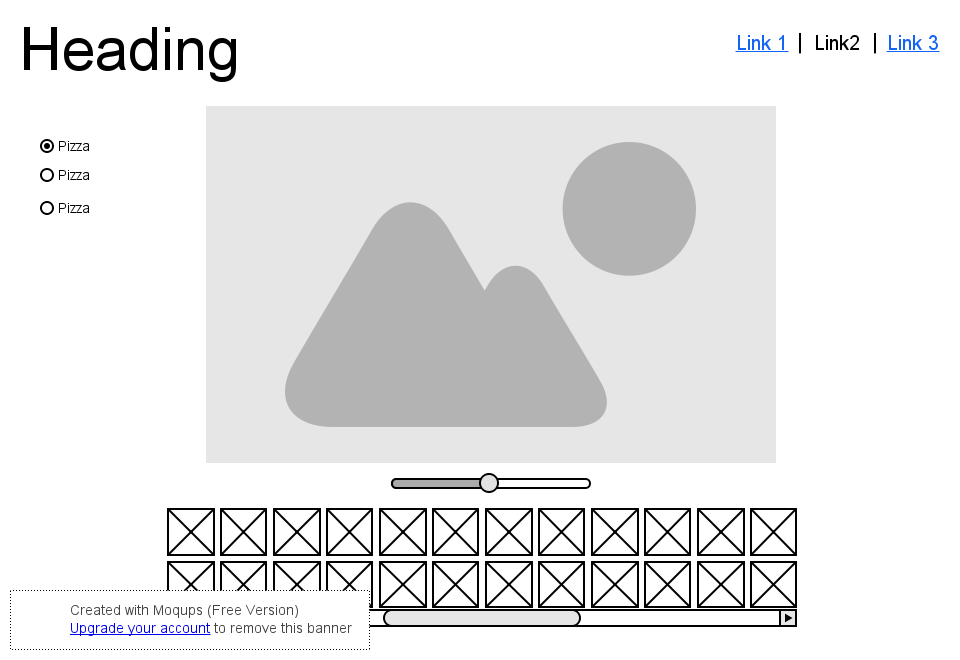 Heading
Link 1 | Link2 | Link 3
Pizza
Pizza
Pizza
Created with Moqups (Free Version)
Upgrade your account to remove this banner